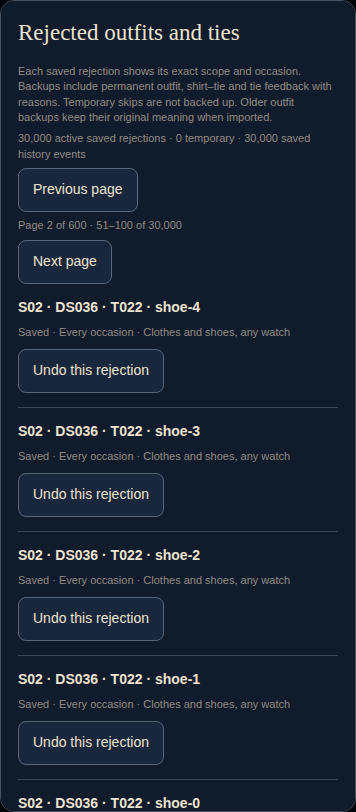 Rejected outfits and ties
Each saved rejection shows its exact scope and occasion.
Backups include permanent outfit, shirt–tie and tie feedback with
reasons. Temporary skips are not backed up. Older outfit
backups keep their original meaning when imported.
30,000 active saved rejections · 0 temporary · 30,000 saved
history events
Previous page
Page 2 of 600 · 51–100 of 30,000
Next page
S02 · DS036 · T022 · shoe-4
Saved · Every occasion · Clothes and shoes, any watch
Undo this rejection
S02 · DS036 · T022 · shoe-3
Saved · Every occasion · Clothes and shoes, any watch
Undo this rejection
S02 · DS036 · T022 · shoe-2
Saved · Every occasion · Clothes and shoes, any watch
Undo this rejection
S02 · DS036 · T022 · shoe-1
Saved · Every occasion · Clothes and shoes, any watch
Undo this rejection
S02 · DS036 · T022 · shoe-0